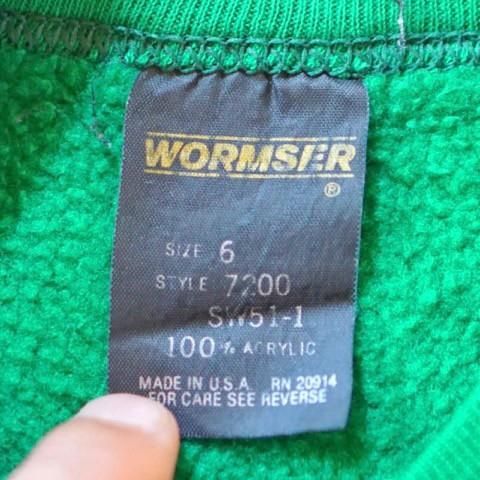 WORMSER
®
SIZE 6
STYLE 7200
SW51-1
100% ACRYLIC
MADE IN U.S.A. RN 20914
FOR CARE SEE REVERSE